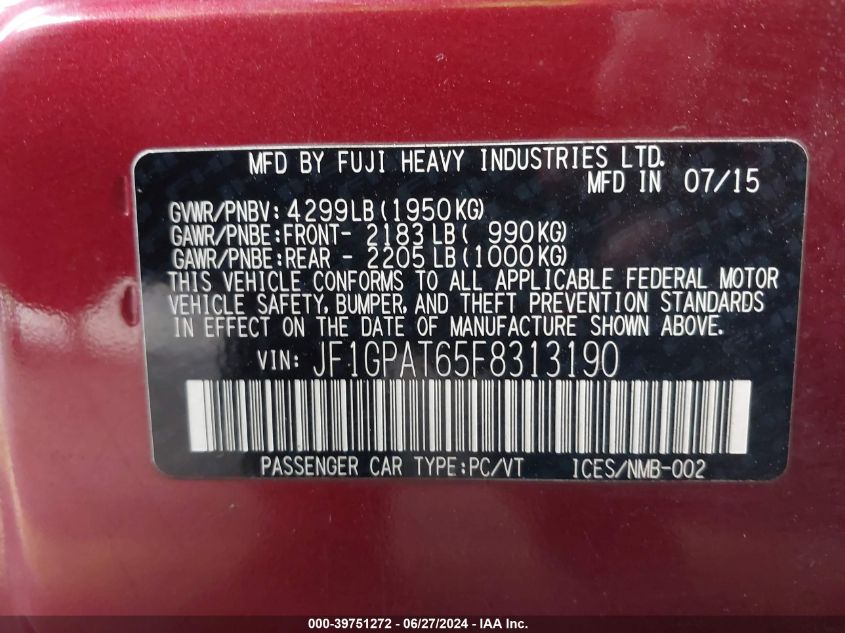 MFD BY FUJI HEAVY INDUSTRIES LTD.
MFD IN 07/15
GVWR/PNBV: 4299LB (1950KG)
GAWR/PNBE: FRONT- 2183 LB ( 990KG)
GAWR/PNBE: REAR - 2205 LB (1000KG)
THIS VEHICLE CONFORMS TO ALL APPLICABLE FEDERAL MOTOR
VEHICLE SAFETY, BUMPER, AND THEFT PREVENTION STANDARDS
IN EFFECT ON THE DATE OF MANUFACTURE SHOWN ABOVE.
VIN: JF1GPAT65F8313190
PASSENGER CAR TYPE:PC/VT ICES/NMB-002
000-39751272 - 06/27/2024 - IAA Inc.